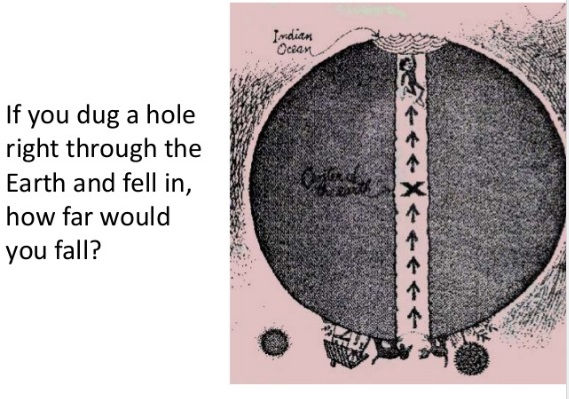 If you dug a hole
right through the
Earth and fell in,
how far would
you fall?
Indian
Ocean
Center of
the earth